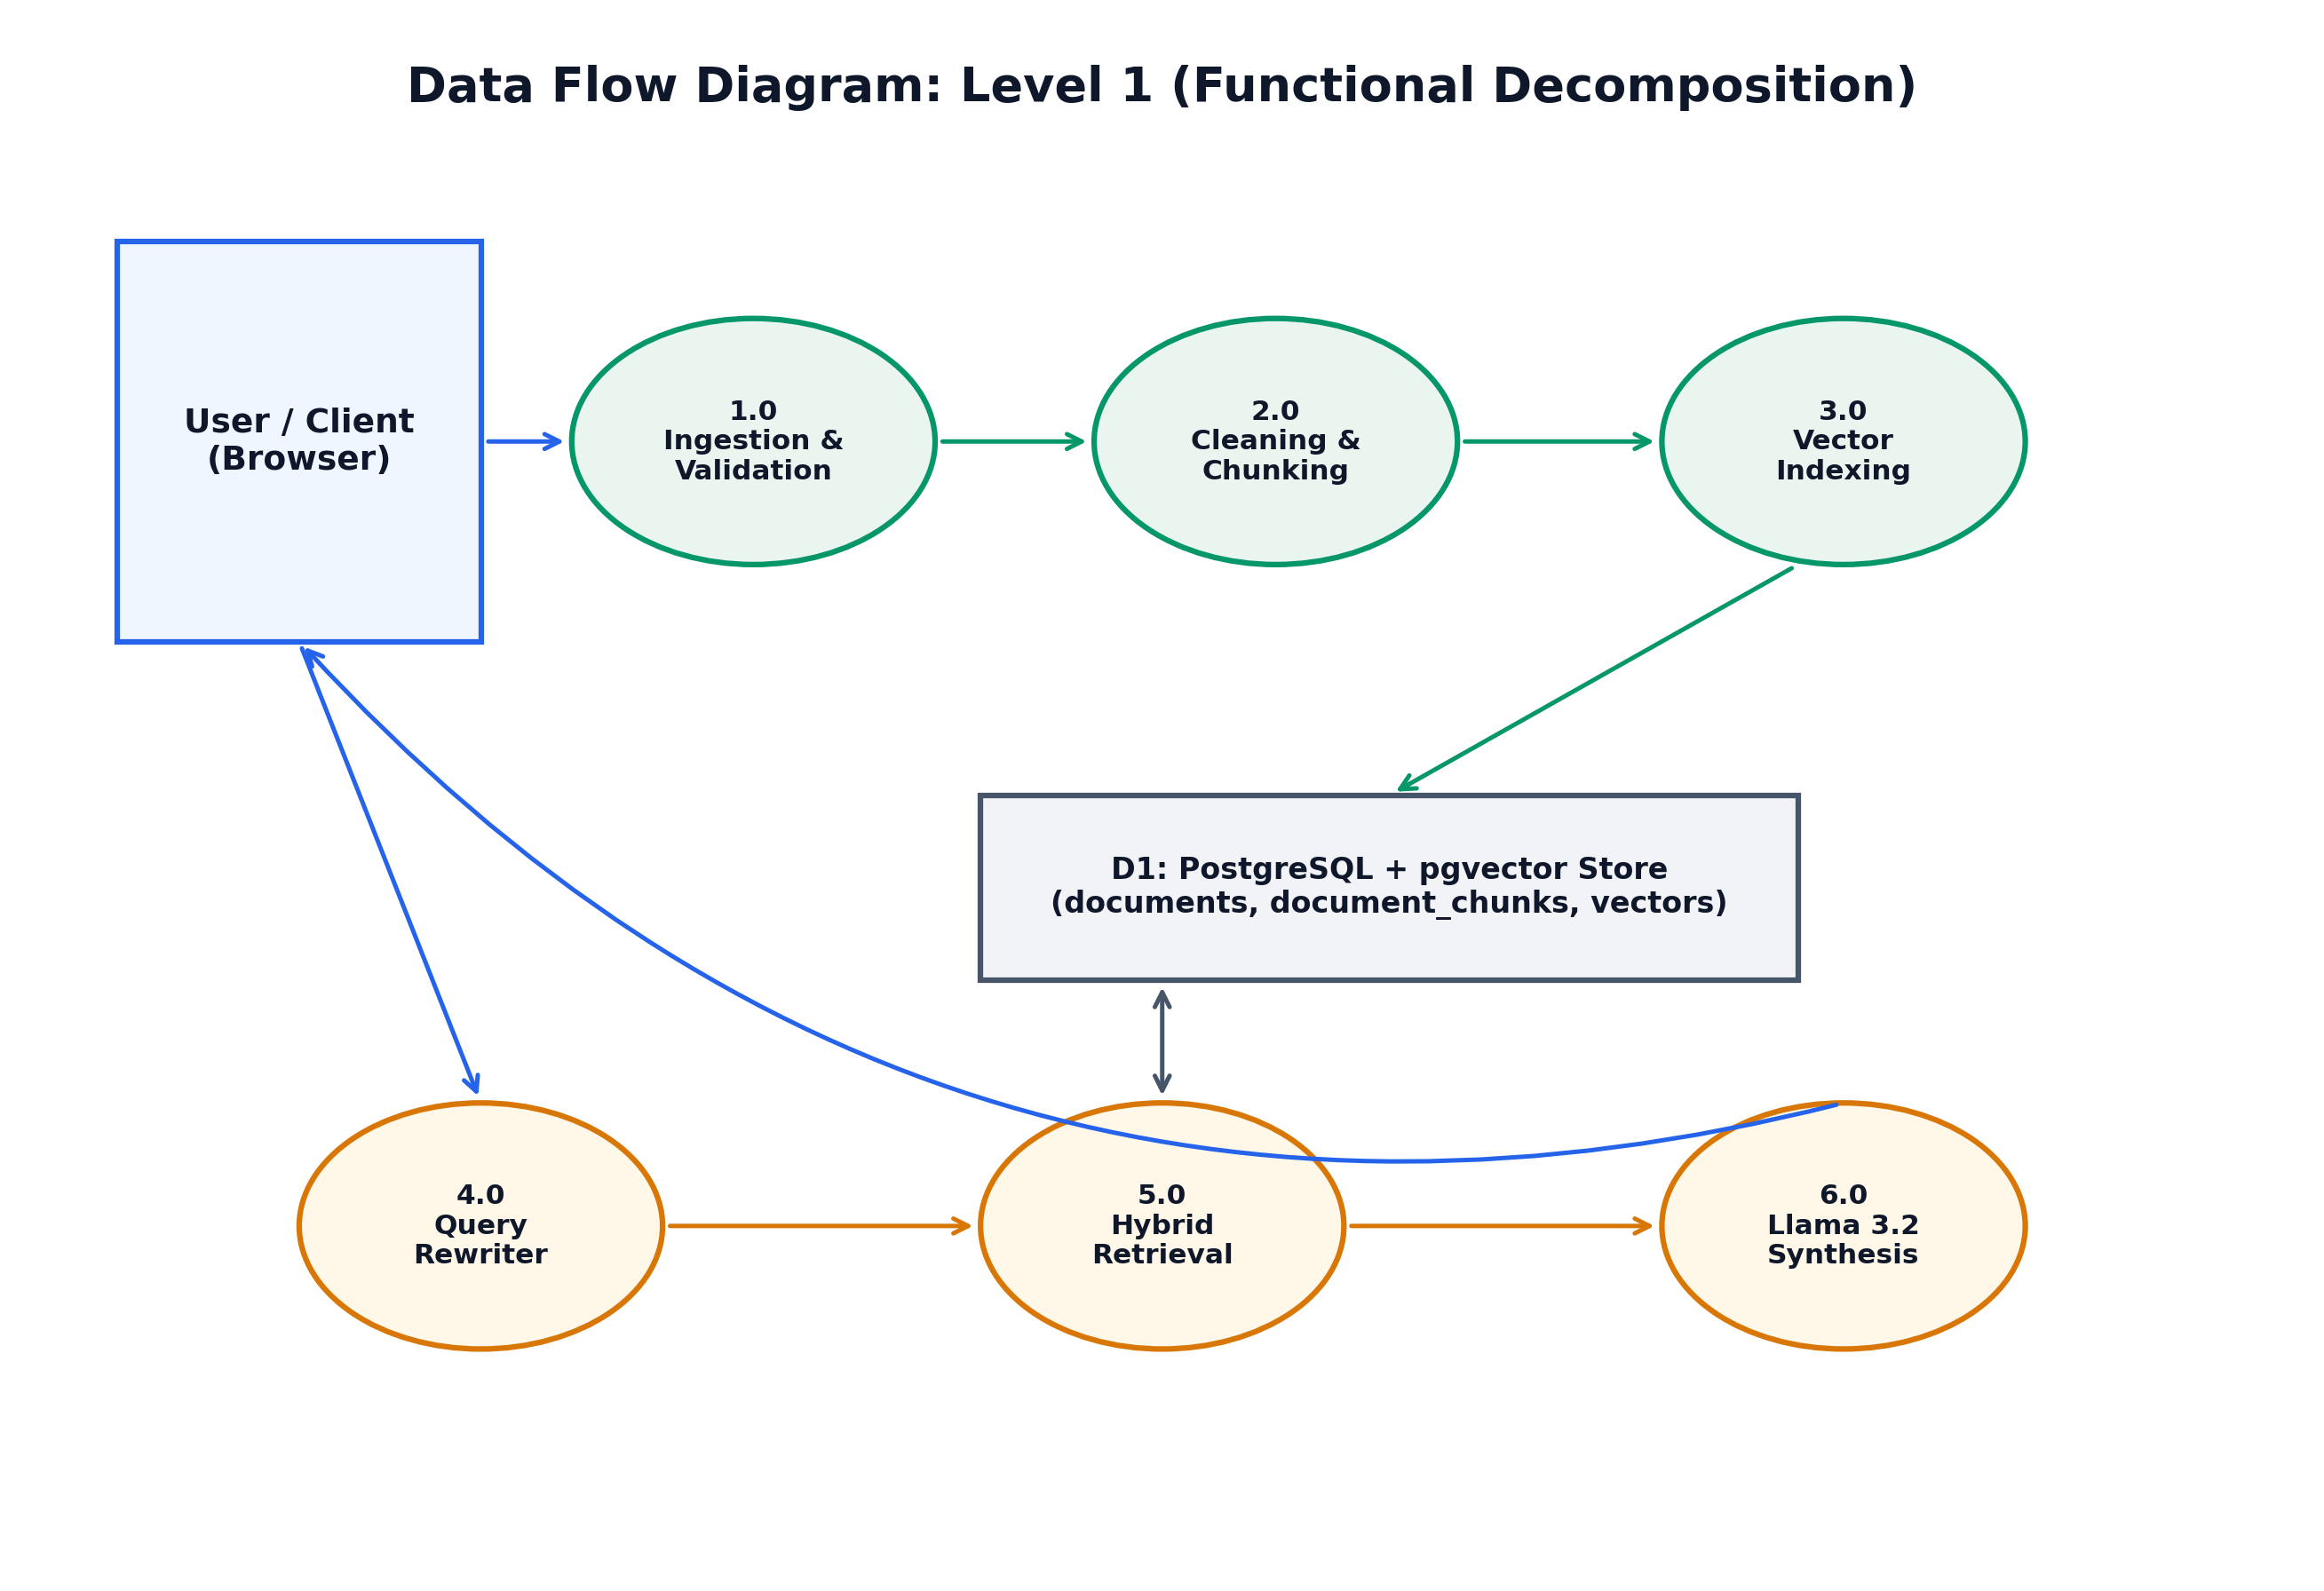 Data Flow Diagram: Level 1 (Functional Decomposition)
User / Client
(Browser)
1.0
Ingestion &
Validation
2.0
Cleaning &
Chunking
3.0
Vector
Indexing
D1: PostgreSQL + pgvector Store
(documents, document_chunks, vectors)
4.0
Query
Rewriter
5.0
Hybrid
Retrieval
6.0
Llama 3.2
Synthesis